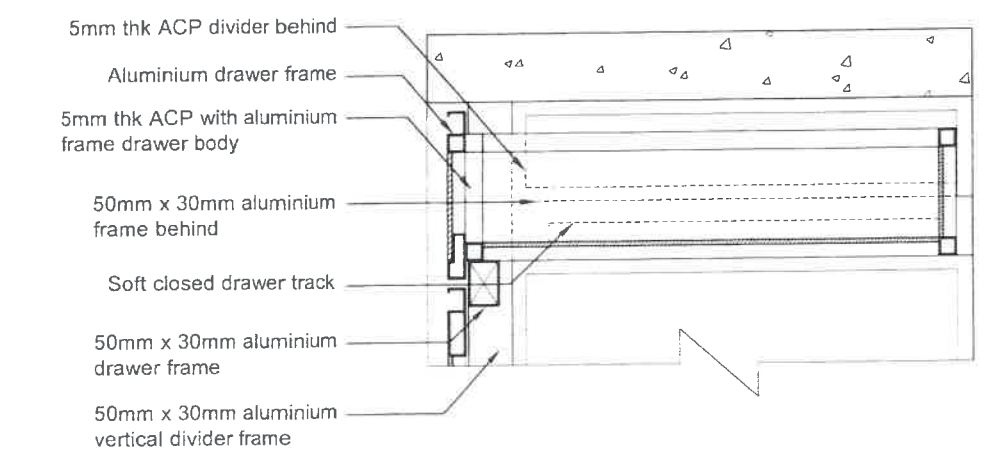 5mm thk ACP divider behind
Aluminium drawer frame
5mm thk ACP with aluminium
frame drawer body
50mm x 30mm aluminium
frame behind
Soft closed drawer track
50mm x 30mm aluminium
drawer frame
50mm x 30mm aluminium
vertical divider frame